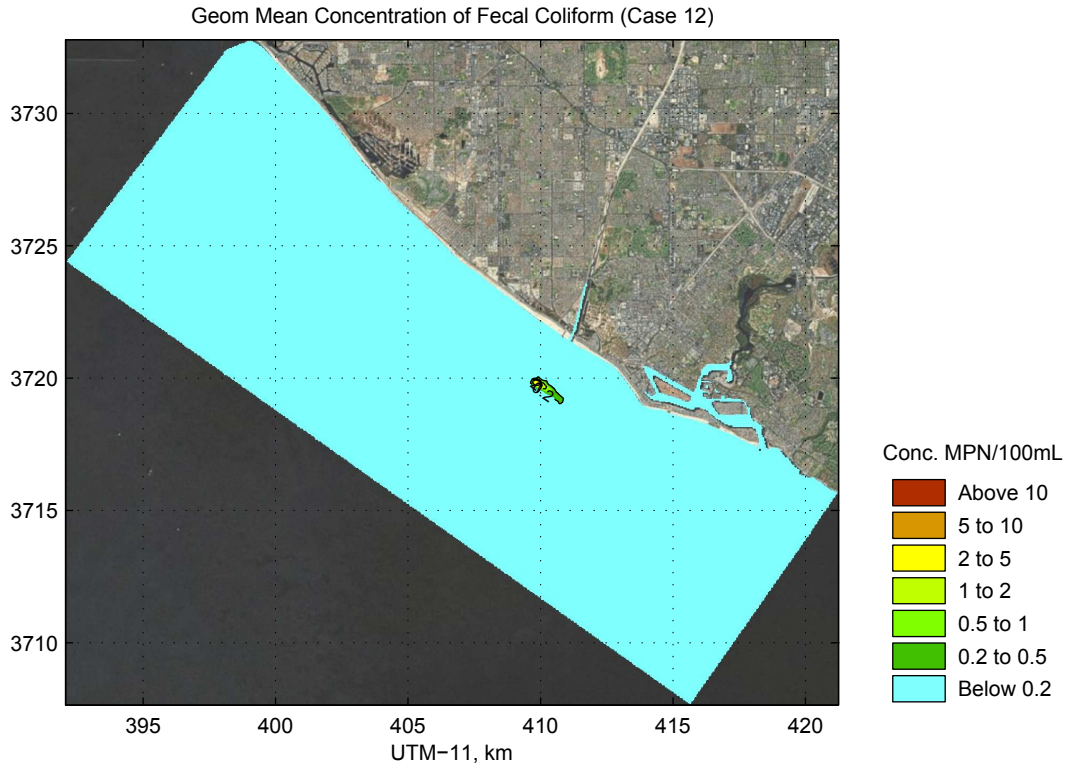 Geom Mean Concentration of Fecal Coliform (Case 12)
3730
3725
3720
3715
3710
395
400
405
410
415
420
UTM−11, km
Conc. MPN/100mL
Above 10
5 to 10
2 to 5
1 to 2
0.5 to 1
0.2 to 0.5
Below 0.2